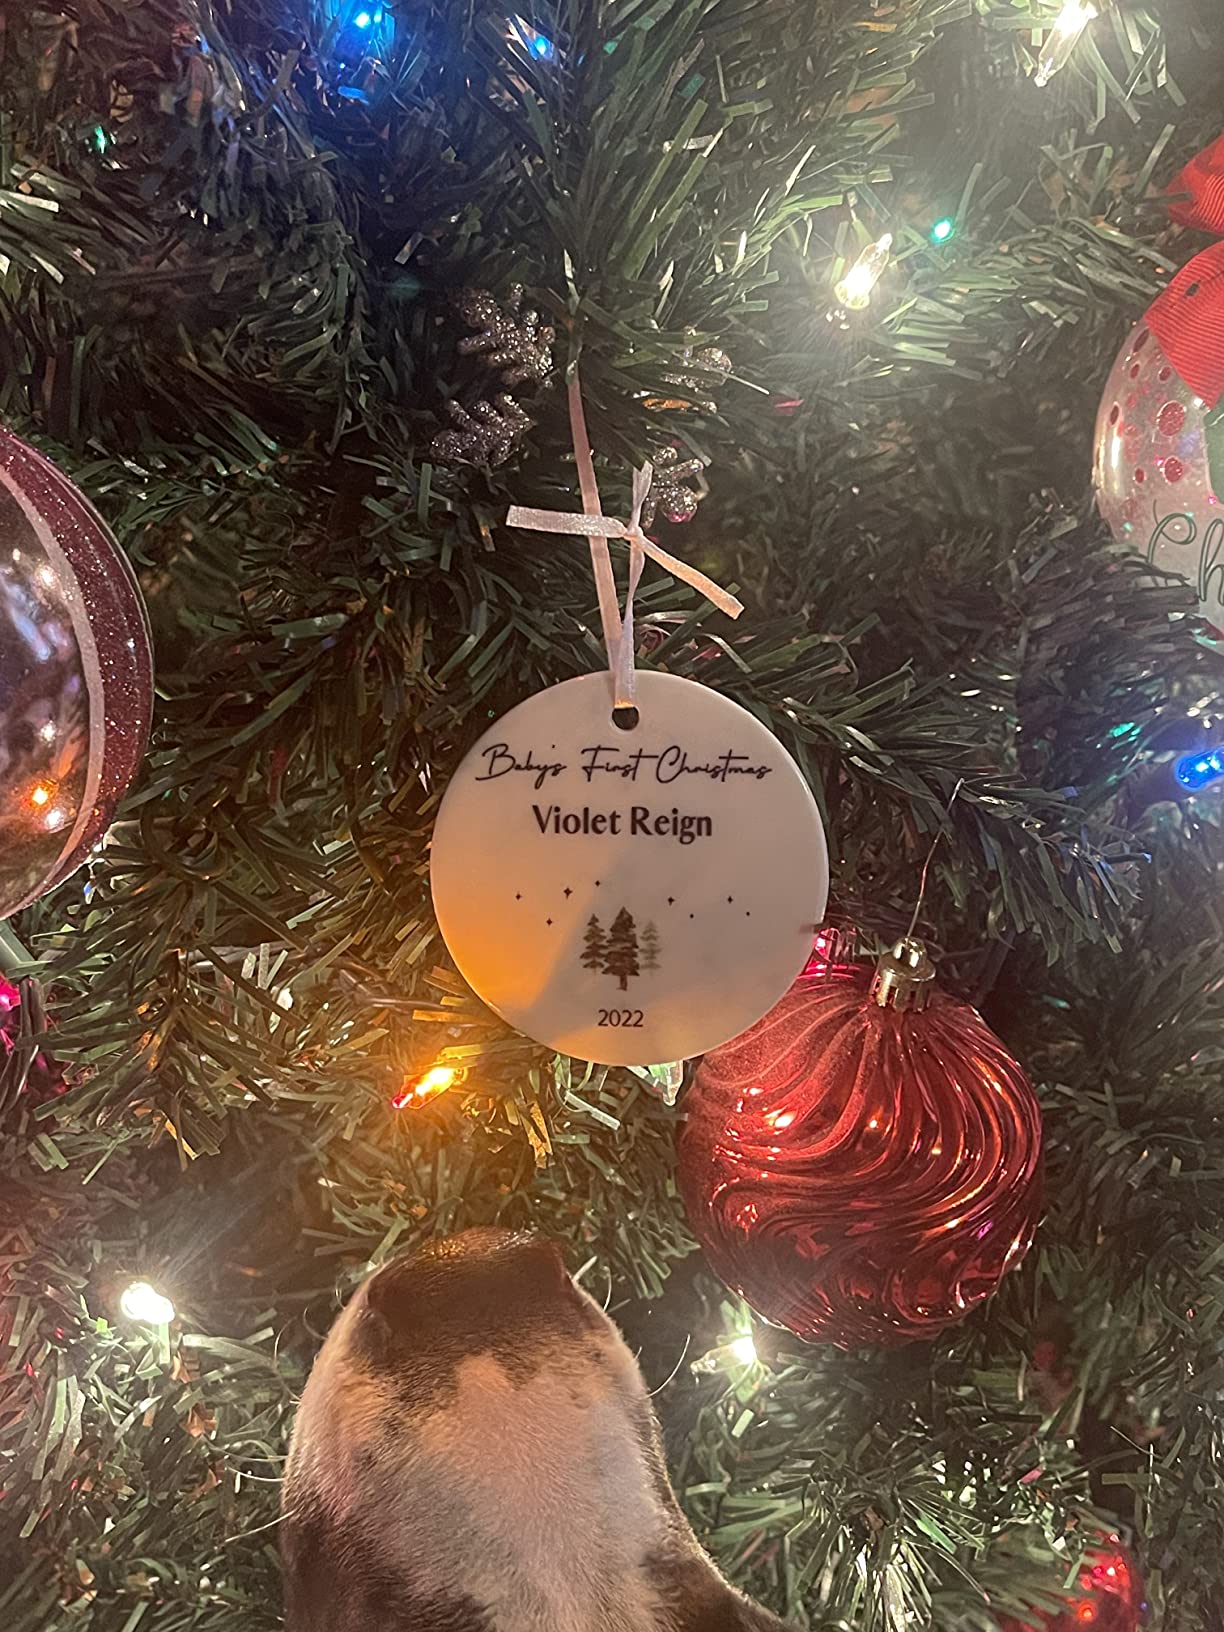 Baby's First Christmas
Violet Reign
2022